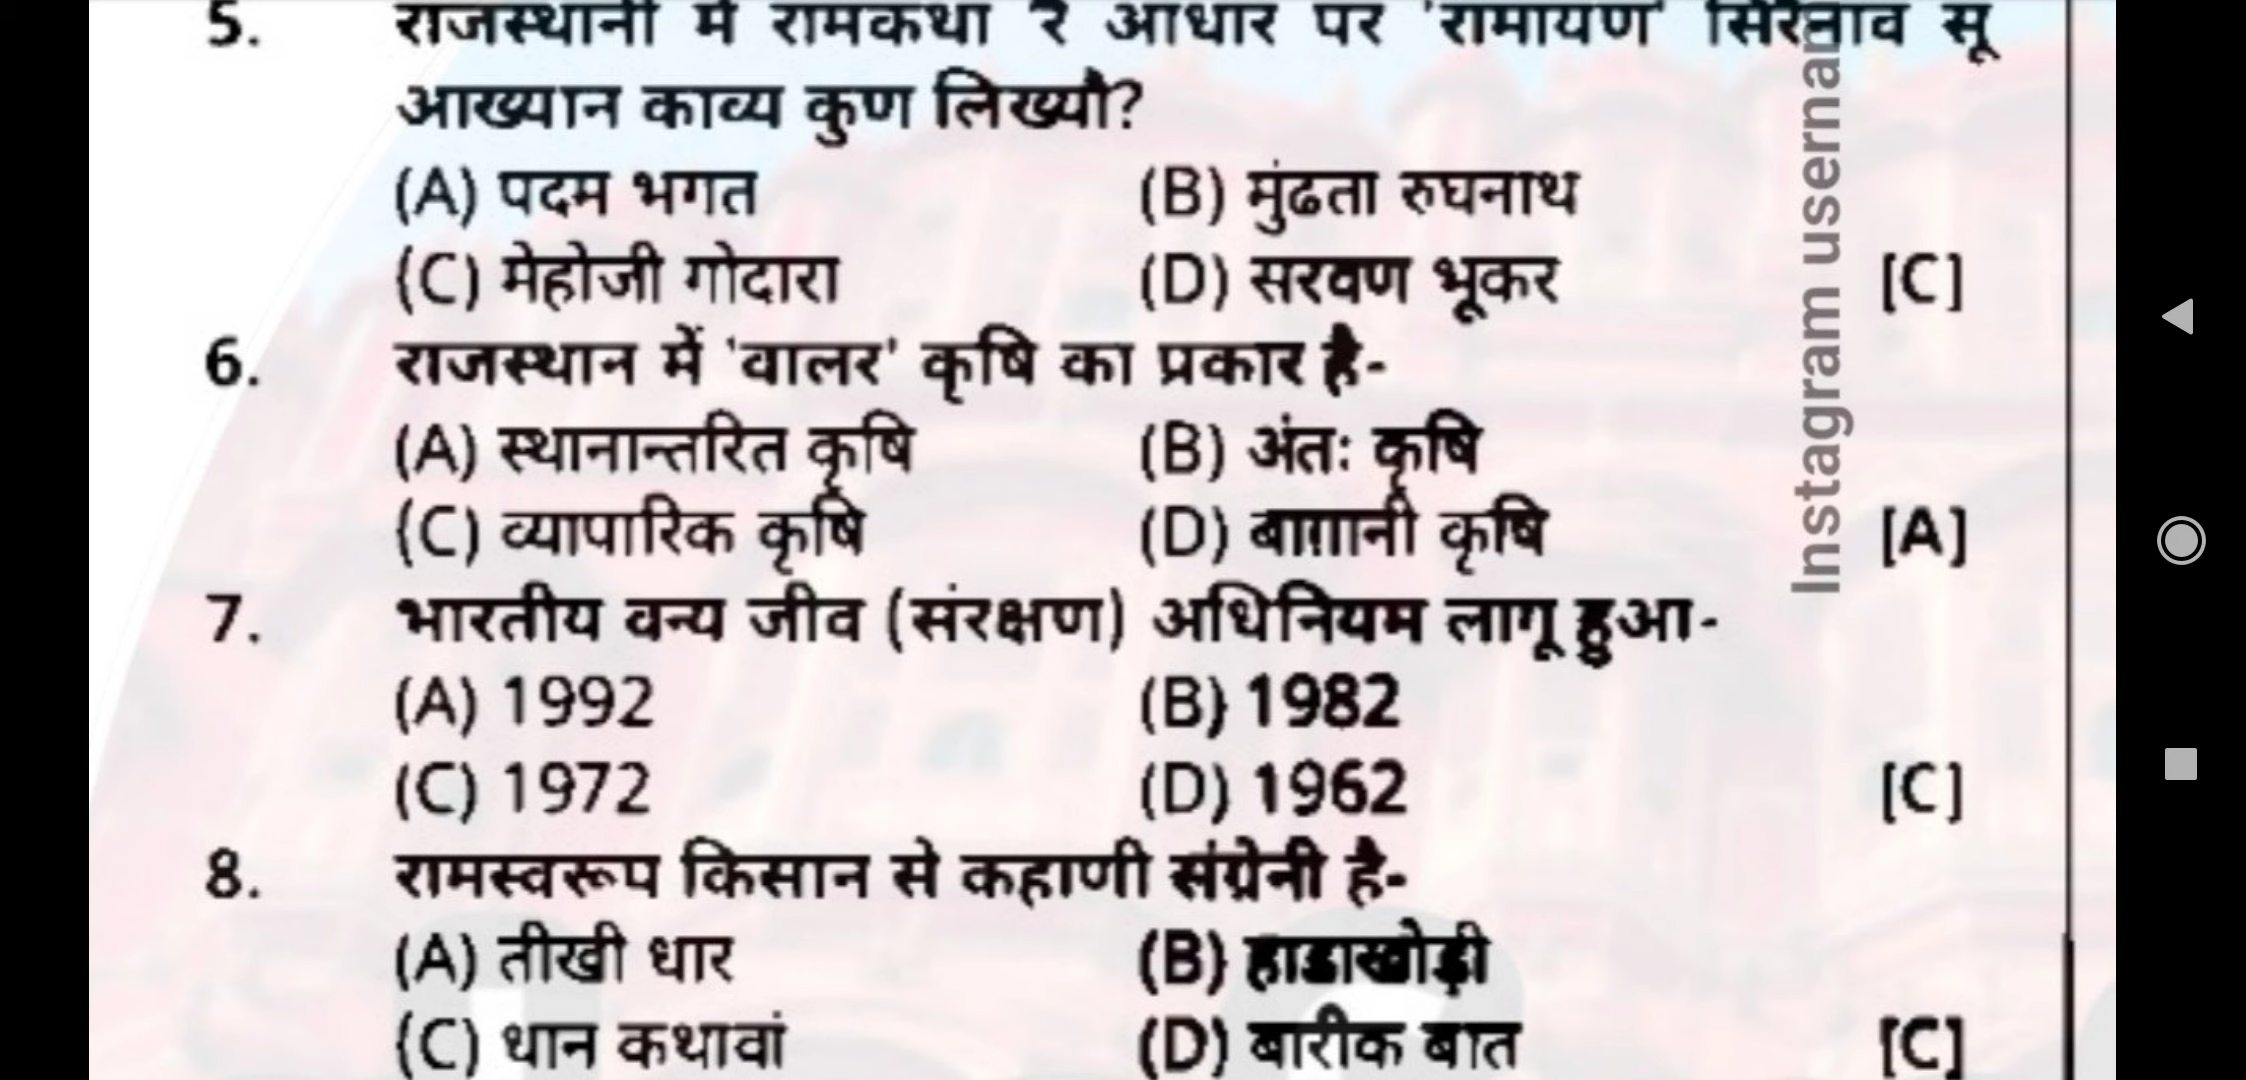 5. राजस्थानी में रामकथा रै आधार पर 'रामायण' सिरैनाव सू
आख्यान काव्य कुण लिख्यौ?
(A) पदम भगत (B) मुंढता रुघनाथ
(C) मेहोजी गोदारा (D) सरवण भूकर [C]
6. राजस्थान में 'वालर' कृषि का प्रकार है-
(A) स्थानान्तरित कृषि (B) अंतः कृषि
(C) व्यापारिक कृषि (D) बागानी कृषि [A]
7. भारतीय वन्य जीव (संरक्षण) अधिनियम लागू हुआ-
(A) 1992 (B) 1982
(C) 1972 (D) 1962 [C]
8. रामस्वरूप किसान से कहाणी संग्रेनी है-
(A) तीखी धार (B) हाडाखोड़ी
(C) धान कथावां (D) बारीक बात [C]
Instagram usernam